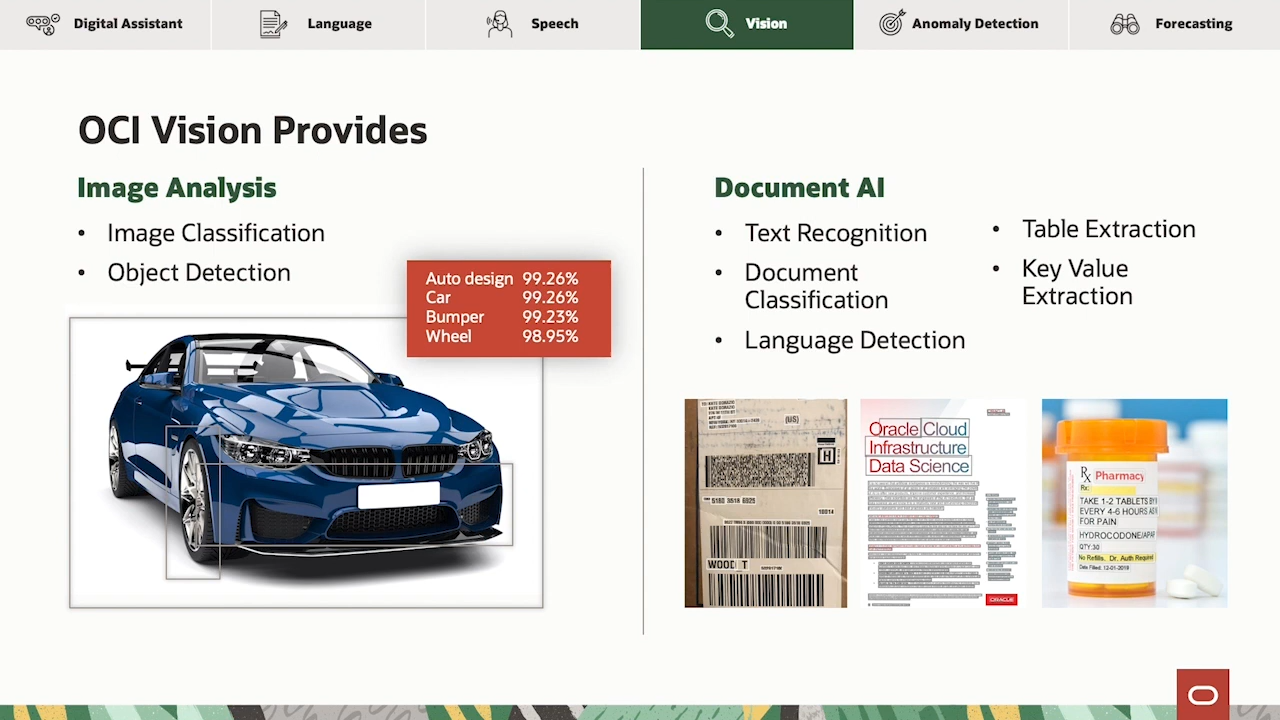 Digital Assistant
Language
Speech
Vision
Anomaly Detection
Forecasting
OCI Vision Provides
Image Analysis
• Image Classification
• Object Detection
Auto design 99.26%
Car 99.26%
Bumper 99.23%
Wheel 98.95%
Document AI
• Text Recognition
• Document
Classification
• Language Detection
• Table Extraction
• Key Value
Extraction
(US)
H
10014
Oracle Cloud
Infrastructure
Data Science
ORACLE
Rx Pharmacy
Rx:
TAKE 1-2 TABLETS BY
EVERY 4-6 HOURS AS
FOR PAIN
HYDROCODONE/APAP
QTY:30
No Refills. Dr. Auth Required
Date Filled: 12-01-2019